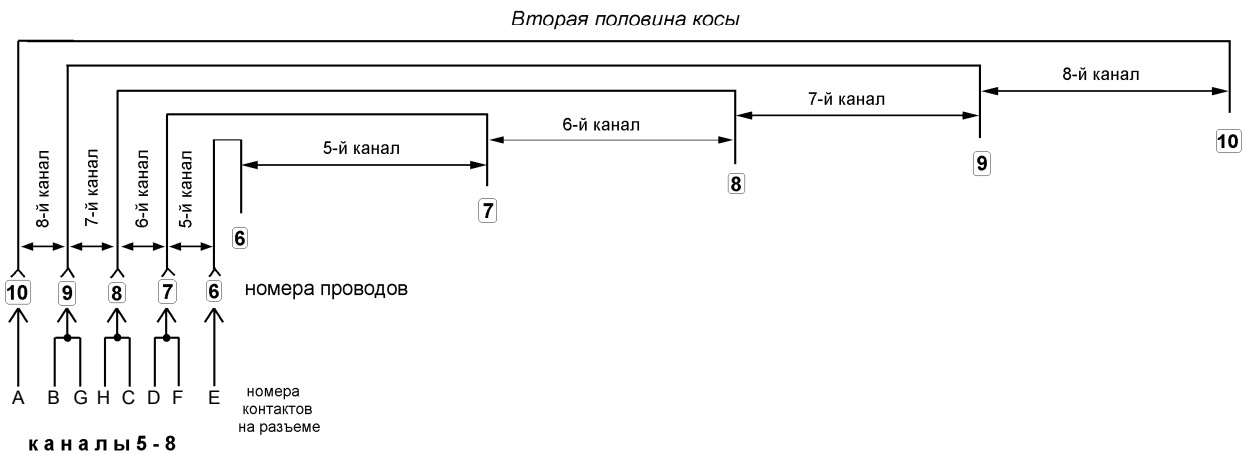 Вторая половина косы
8-й канал
7-й канал
6-й канал
5-й канал
8-й канал
7-й канал
6-й канал
5-й канал
10
9
8
7
6
10
9
8
7
6
номера проводов
A B G H C D F E
номера
контактов
на разъеме
каналы 5 - 8